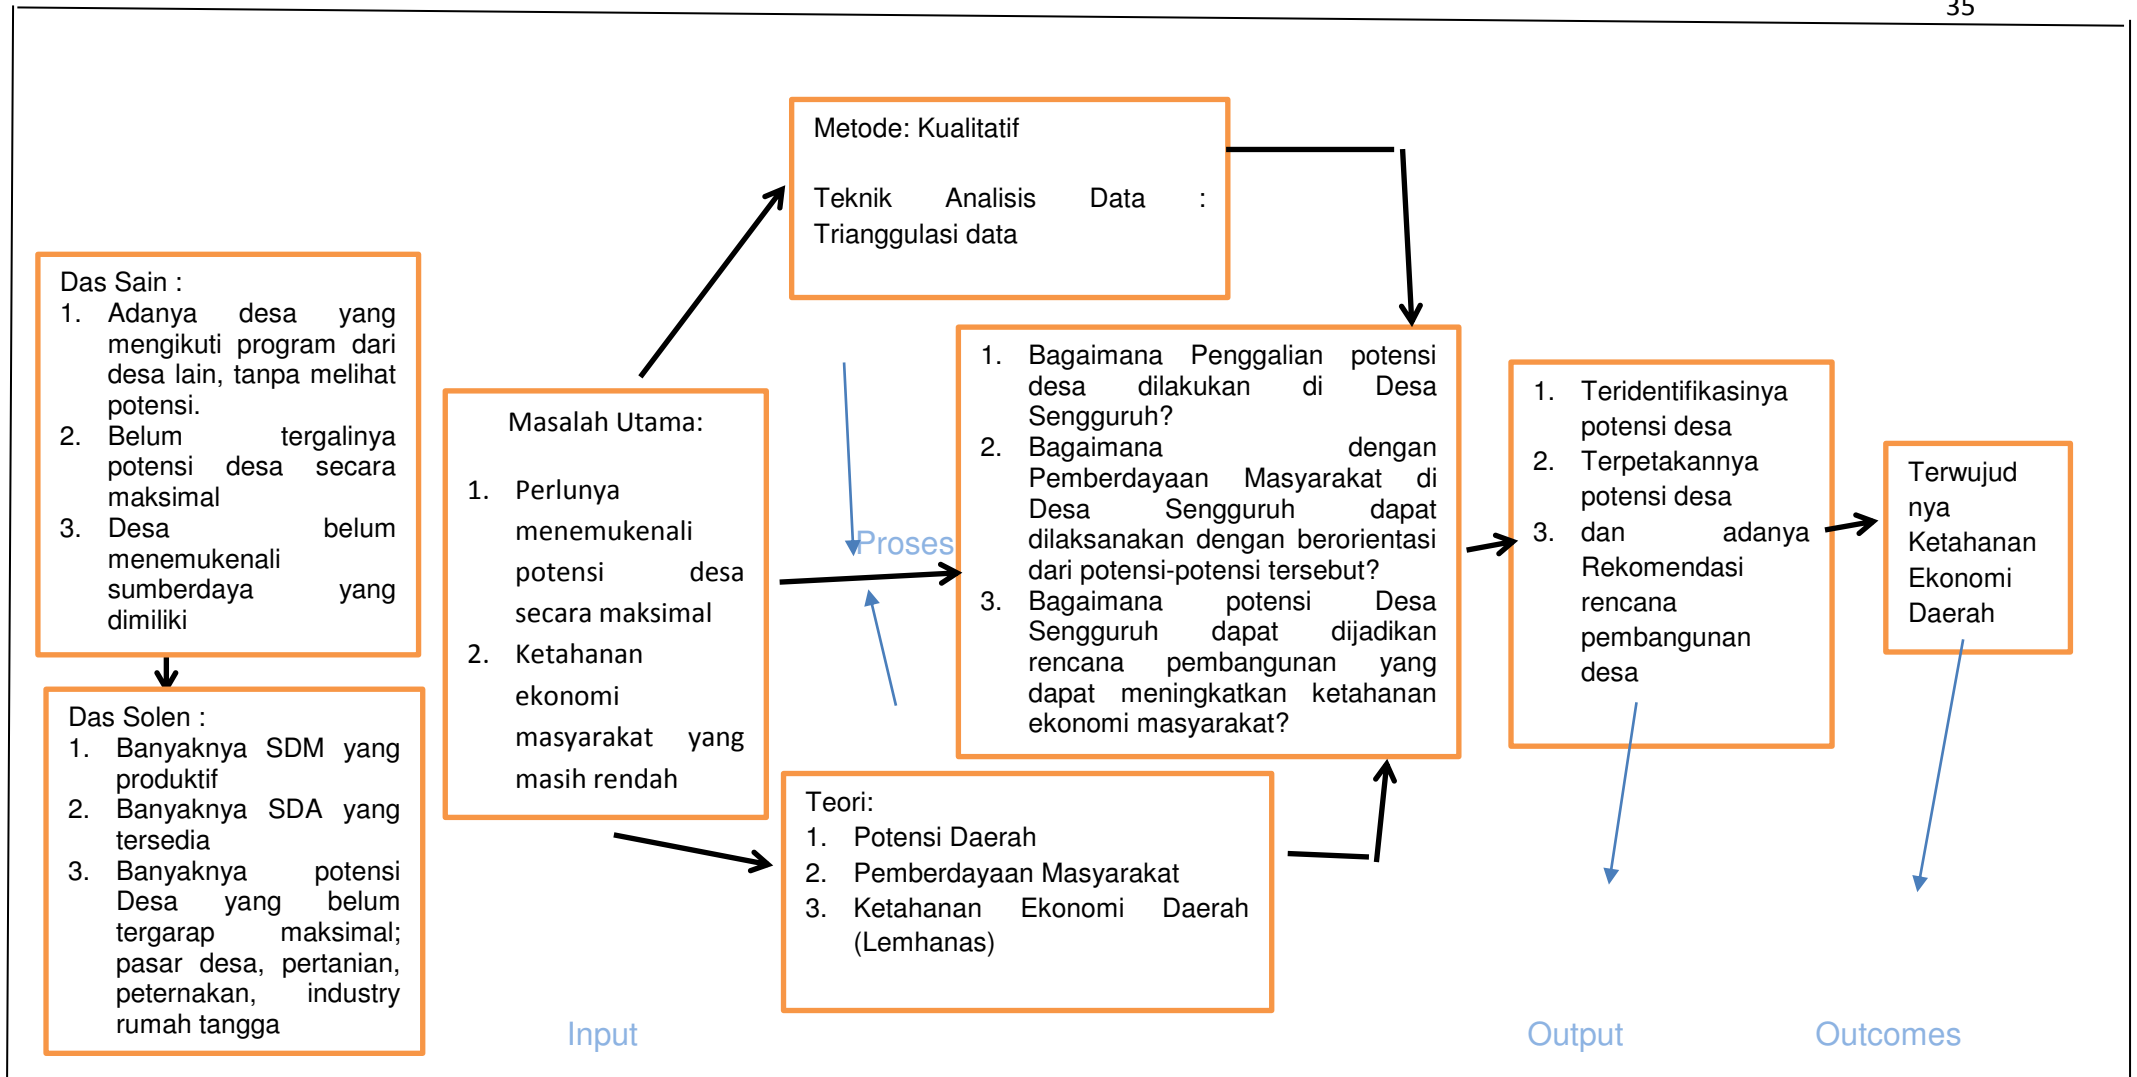 35
Metode: Kualitatif
Teknik Analisis Data :
Trianggulasi data
Das Sain :
1. Adanya desa yang
mengikuti program dari
desa lain, tanpa melihat
potensi.
2. Belum tergalinya
potensi desa secara
maksimal
3. Desa belum
menemukenali
sumberdaya yang
dimiliki
Das Solen :
1. Banyaknya SDM yang
produktif
2. Banyaknya SDA yang
tersedia
3. Banyaknya potensi
Desa yang belum
tergarap maksimal;
pasar desa, pertanian,
peternakan, industry
rumah tangga
Masalah Utama:
1. Perlunya
menemukenali
potensi desa
secara maksimal
2. Ketahanan
ekonomi
masyarakat yang
masih rendah
Proses
1. Bagaimana Penggalian potensi
desa dilakukan di Desa
Sengguruh?
2. Bagaimana dengan
Pemberdayaan Masyarakat di
Desa Sengguruh dapat
dilaksanakan dengan berorientasi
dari potensi-potensi tersebut?
3. Bagaimana potensi Desa
Sengguruh dapat dijadikan
rencana pembangunan yang
dapat meningkatkan ketahanan
ekonomi masyarakat?
Teori:
1. Potensi Daerah
2. Pemberdayaan Masyarakat
3. Ketahanan Ekonomi Daerah
(Lemhanas)
1. Teridentifikasinya
potensi desa
2. Terpetakannya
potensi desa
3. dan adanya
Rekomendasi
rencana
pembangunan
desa
Terwujud
nya
Ketahanan
Ekonomi
Daerah
Input
Output
Outcomes